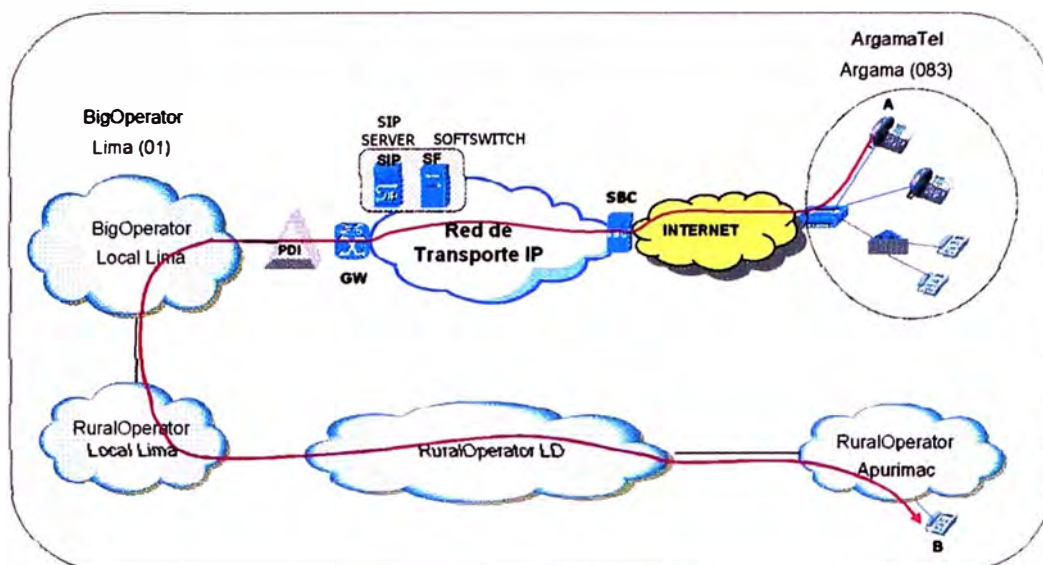 ArgamaTel
Argama (083)
A
BigOperator
Lima (01)
SIP
SERVER
SOFTSWITCH
SIP
SF
SBC
BigOperator
Local Lima
PDI
GW
Red de
Transporte IP
INTERNET
RuralOperator
Local Lima
RuralOperator LD
RuralOperator
Apurimac
B